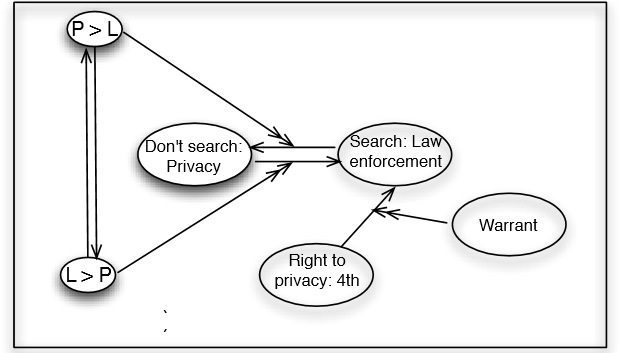 P > L
Don't search:
Privacy
Search: Law
enforcement
Warrant
L > P
Right to
privacy: 4th